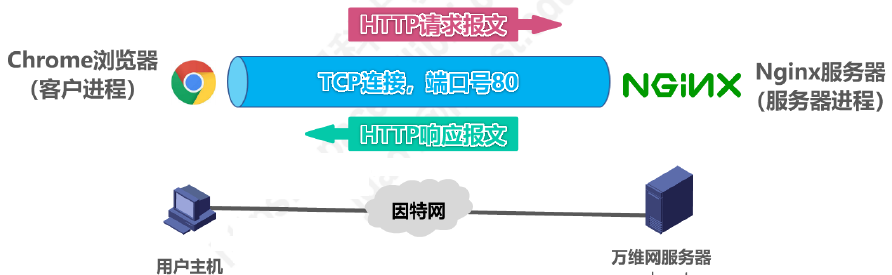 HTTP请求报文
Chrome浏览器
（客户进程）
TCP连接，端口号80
NGINX
Nginx服务器
（服务器进程）
HTTP响应报文
因特网
用户主机
万维网服务器